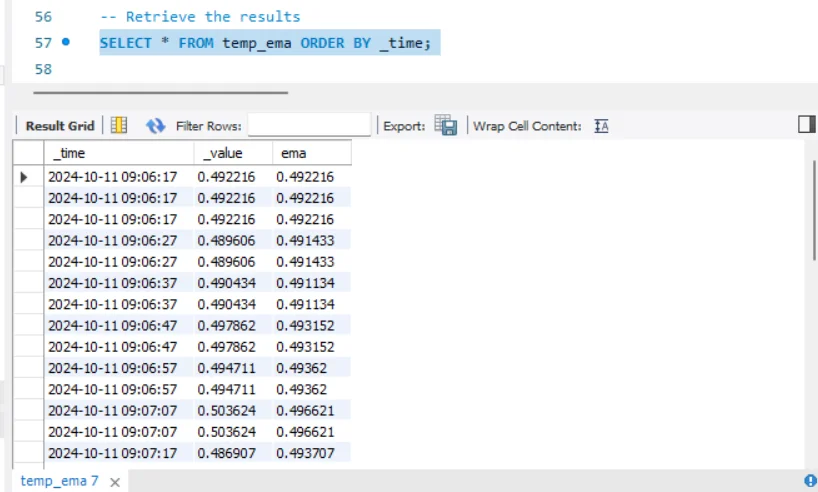 56 -- Retrieve the results
57 SELECT * FROM temp_ema ORDER BY _time;
58
Result Grid Filter Rows: Export: Wrap Cell Content: IA
_time _value ema
2024-10-11 09:06:17 0.492216 0.492216
2024-10-11 09:06:17 0.492216 0.492216
2024-10-11 09:06:17 0.492216 0.492216
2024-10-11 09:06:27 0.489606 0.491433
2024-10-11 09:06:27 0.489606 0.491433
2024-10-11 09:06:37 0.490434 0.491134
2024-10-11 09:06:37 0.490434 0.491134
2024-10-11 09:06:47 0.497862 0.493152
2024-10-11 09:06:47 0.497862 0.493152
2024-10-11 09:06:57 0.494711 0.49362
2024-10-11 09:06:57 0.494711 0.49362
2024-10-11 09:07:07 0.503624 0.496621
2024-10-11 09:07:07 0.503624 0.496621
2024-10-11 09:07:17 0.486907 0.493707
temp_ema 7